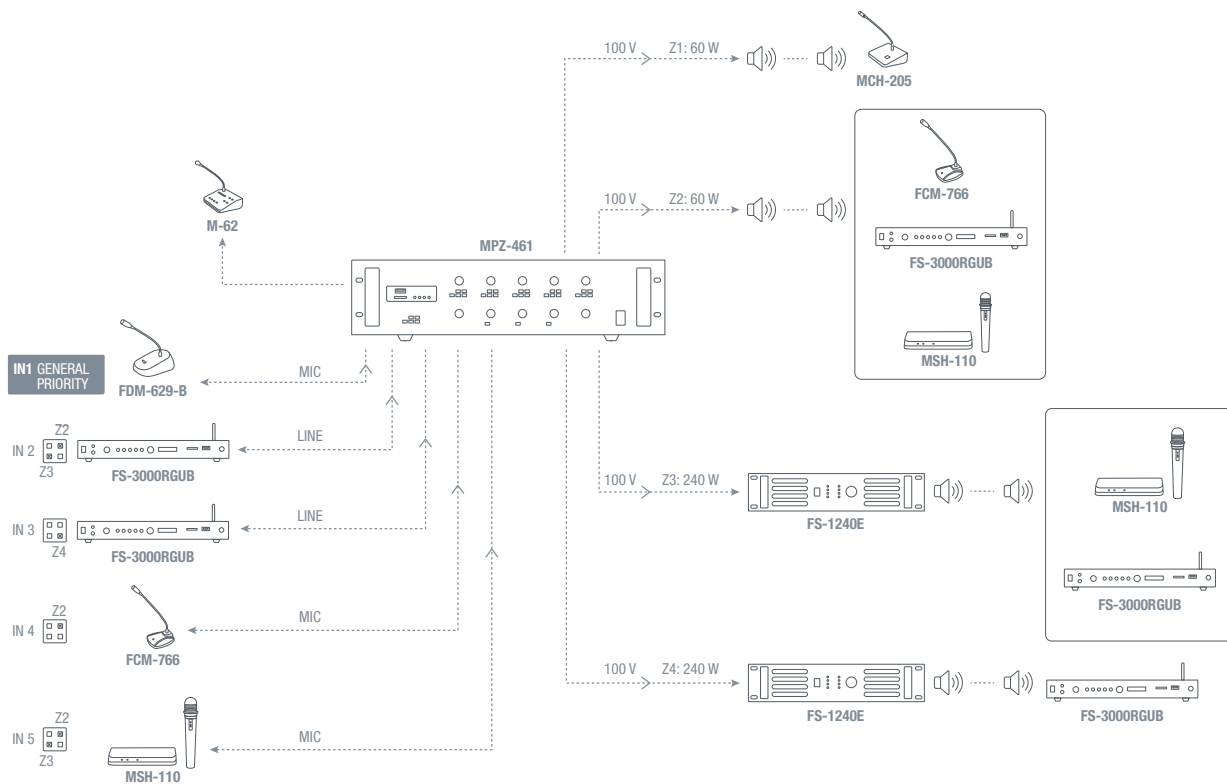 100 V
Z1: 60 W
MCH-205
M-62
MPZ-461
100 V
Z2: 60 W
FCM-766
FS-3000RGUB
MSH-110
IN1 GENERAL
PRIORITY
FDM-629-B
MIC
Z2
IN 2
Z3
FS-3000RGUB
LINE
IN 3
Z4
FS-3000RGUB
LINE
Z2
IN 4
FCM-766
MIC
Z2
IN 5
Z3
MSH-110
MIC
100 V
Z3: 240 W
FS-1240E
MSH-110
FS-3000RGUB
100 V
Z4: 240 W
FS-1240E
FS-3000RGUB